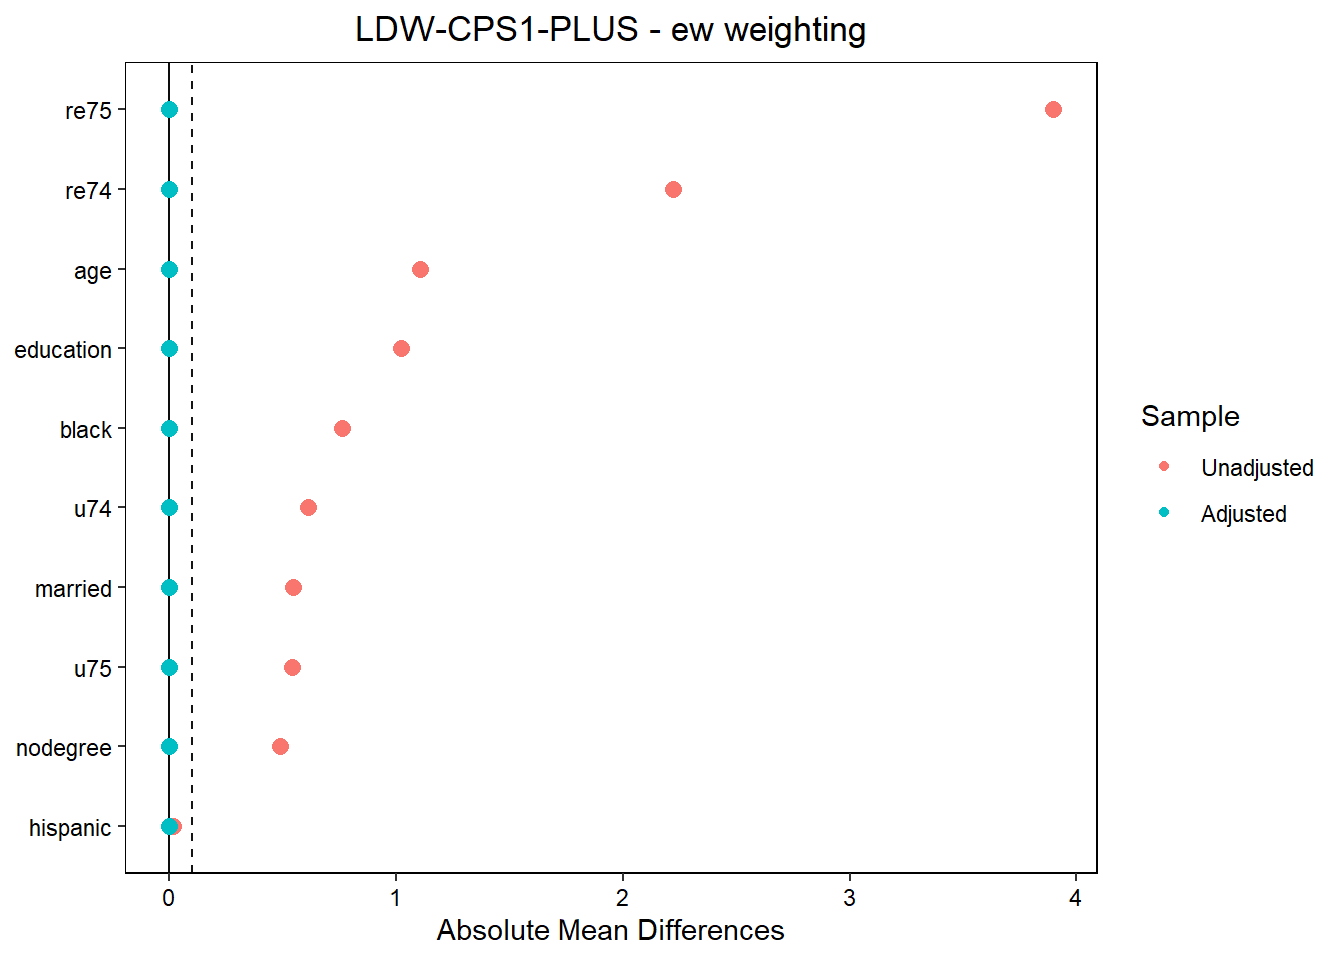 LDW-CPS1-PLUS - ew weighting
re75
re74
age
education
black
u74
married
u75
nodegree
hispanic
0 1 2 3 4
Absolute Mean Differences
Sample
Unadjusted
Adjusted